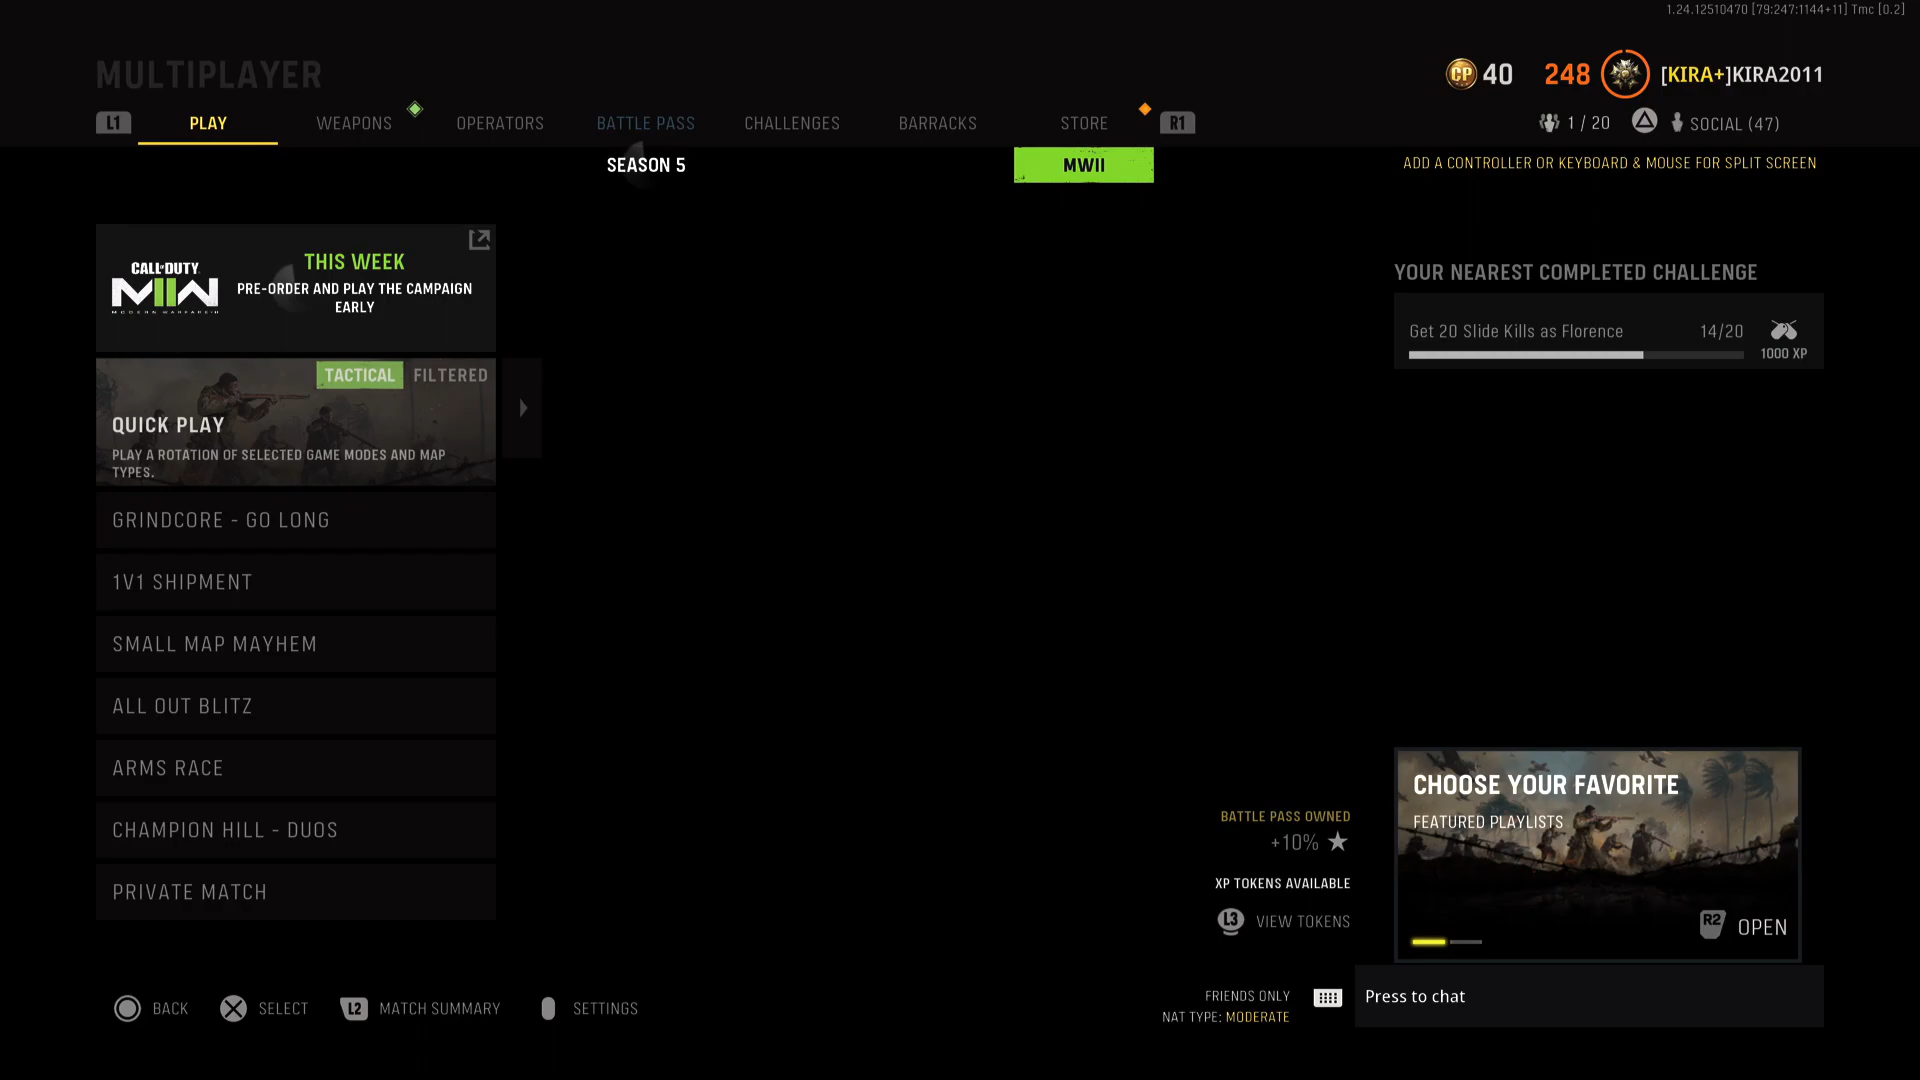 1.24.12510470 [79:247:1144+11] Tmc [0.2]
MULTIPLAYER
CP 40 248 [KIRA+]KIRA2011
L1 PLAY WEAPONS OPERATORS BATTLE PASS CHALLENGES BARRACKS STORE R1
1 / 20 SOCIAL (47)
SEASON 5
MWII
ADD A CONTROLLER OR KEYBOARD & MOUSE FOR SPLIT SCREEN
CALL OF DUTY
MWII
MODERN WARFARE II
THIS WEEK
PRE-ORDER AND PLAY THE CAMPAIGN
EARLY
TACTICAL FILTERED
QUICK PLAY
PLAY A ROTATION OF SELECTED GAME MODES AND MAP
TYPES.
GRINDCORE - GO LONG
1V1 SHIPMENT
SMALL MAP MAYHEM
ALL OUT BLITZ
ARMS RACE
CHAMPION HILL - DUOS
PRIVATE MATCH
YOUR NEAREST COMPLETED CHALLENGE
Get 20 Slide Kills as Florence 14/20
1000 XP
BATTLE PASS OWNED
+10%
XP TOKENS AVAILABLE
L3 VIEW TOKENS
CHOOSE YOUR FAVORITE
FEATURED PLAYLISTS
R2 OPEN
BACK SELECT L2 MATCH SUMMARY SETTINGS
FRIENDS ONLY
NAT TYPE: MODERATE
Press to chat